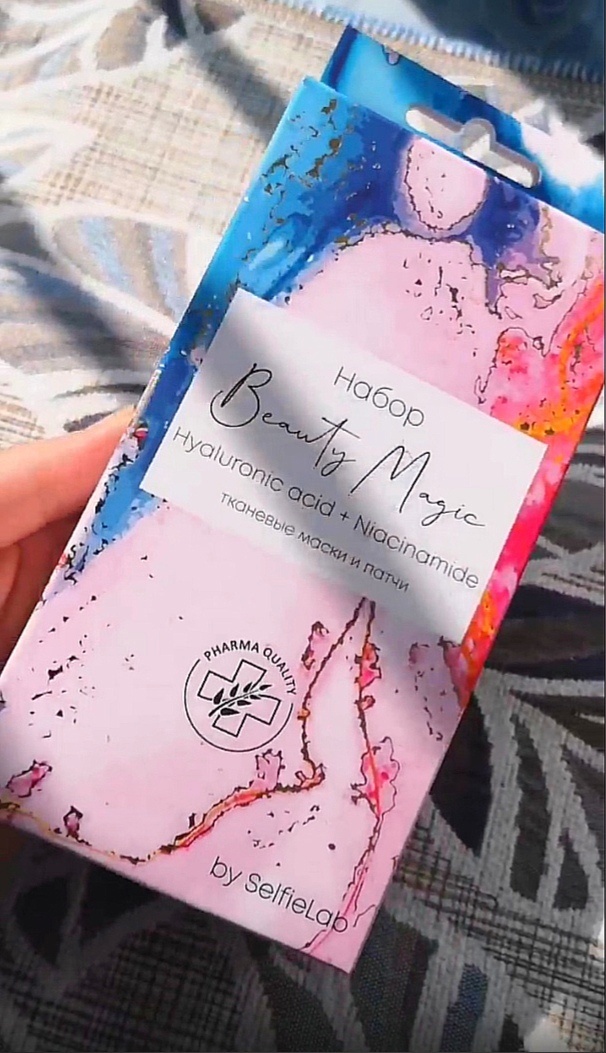 Набор
Beauty Magic
Hyaluronic acid + Niacinamide
тканевые маски и патчи
PHARMA QUALITY
by SelfieLab